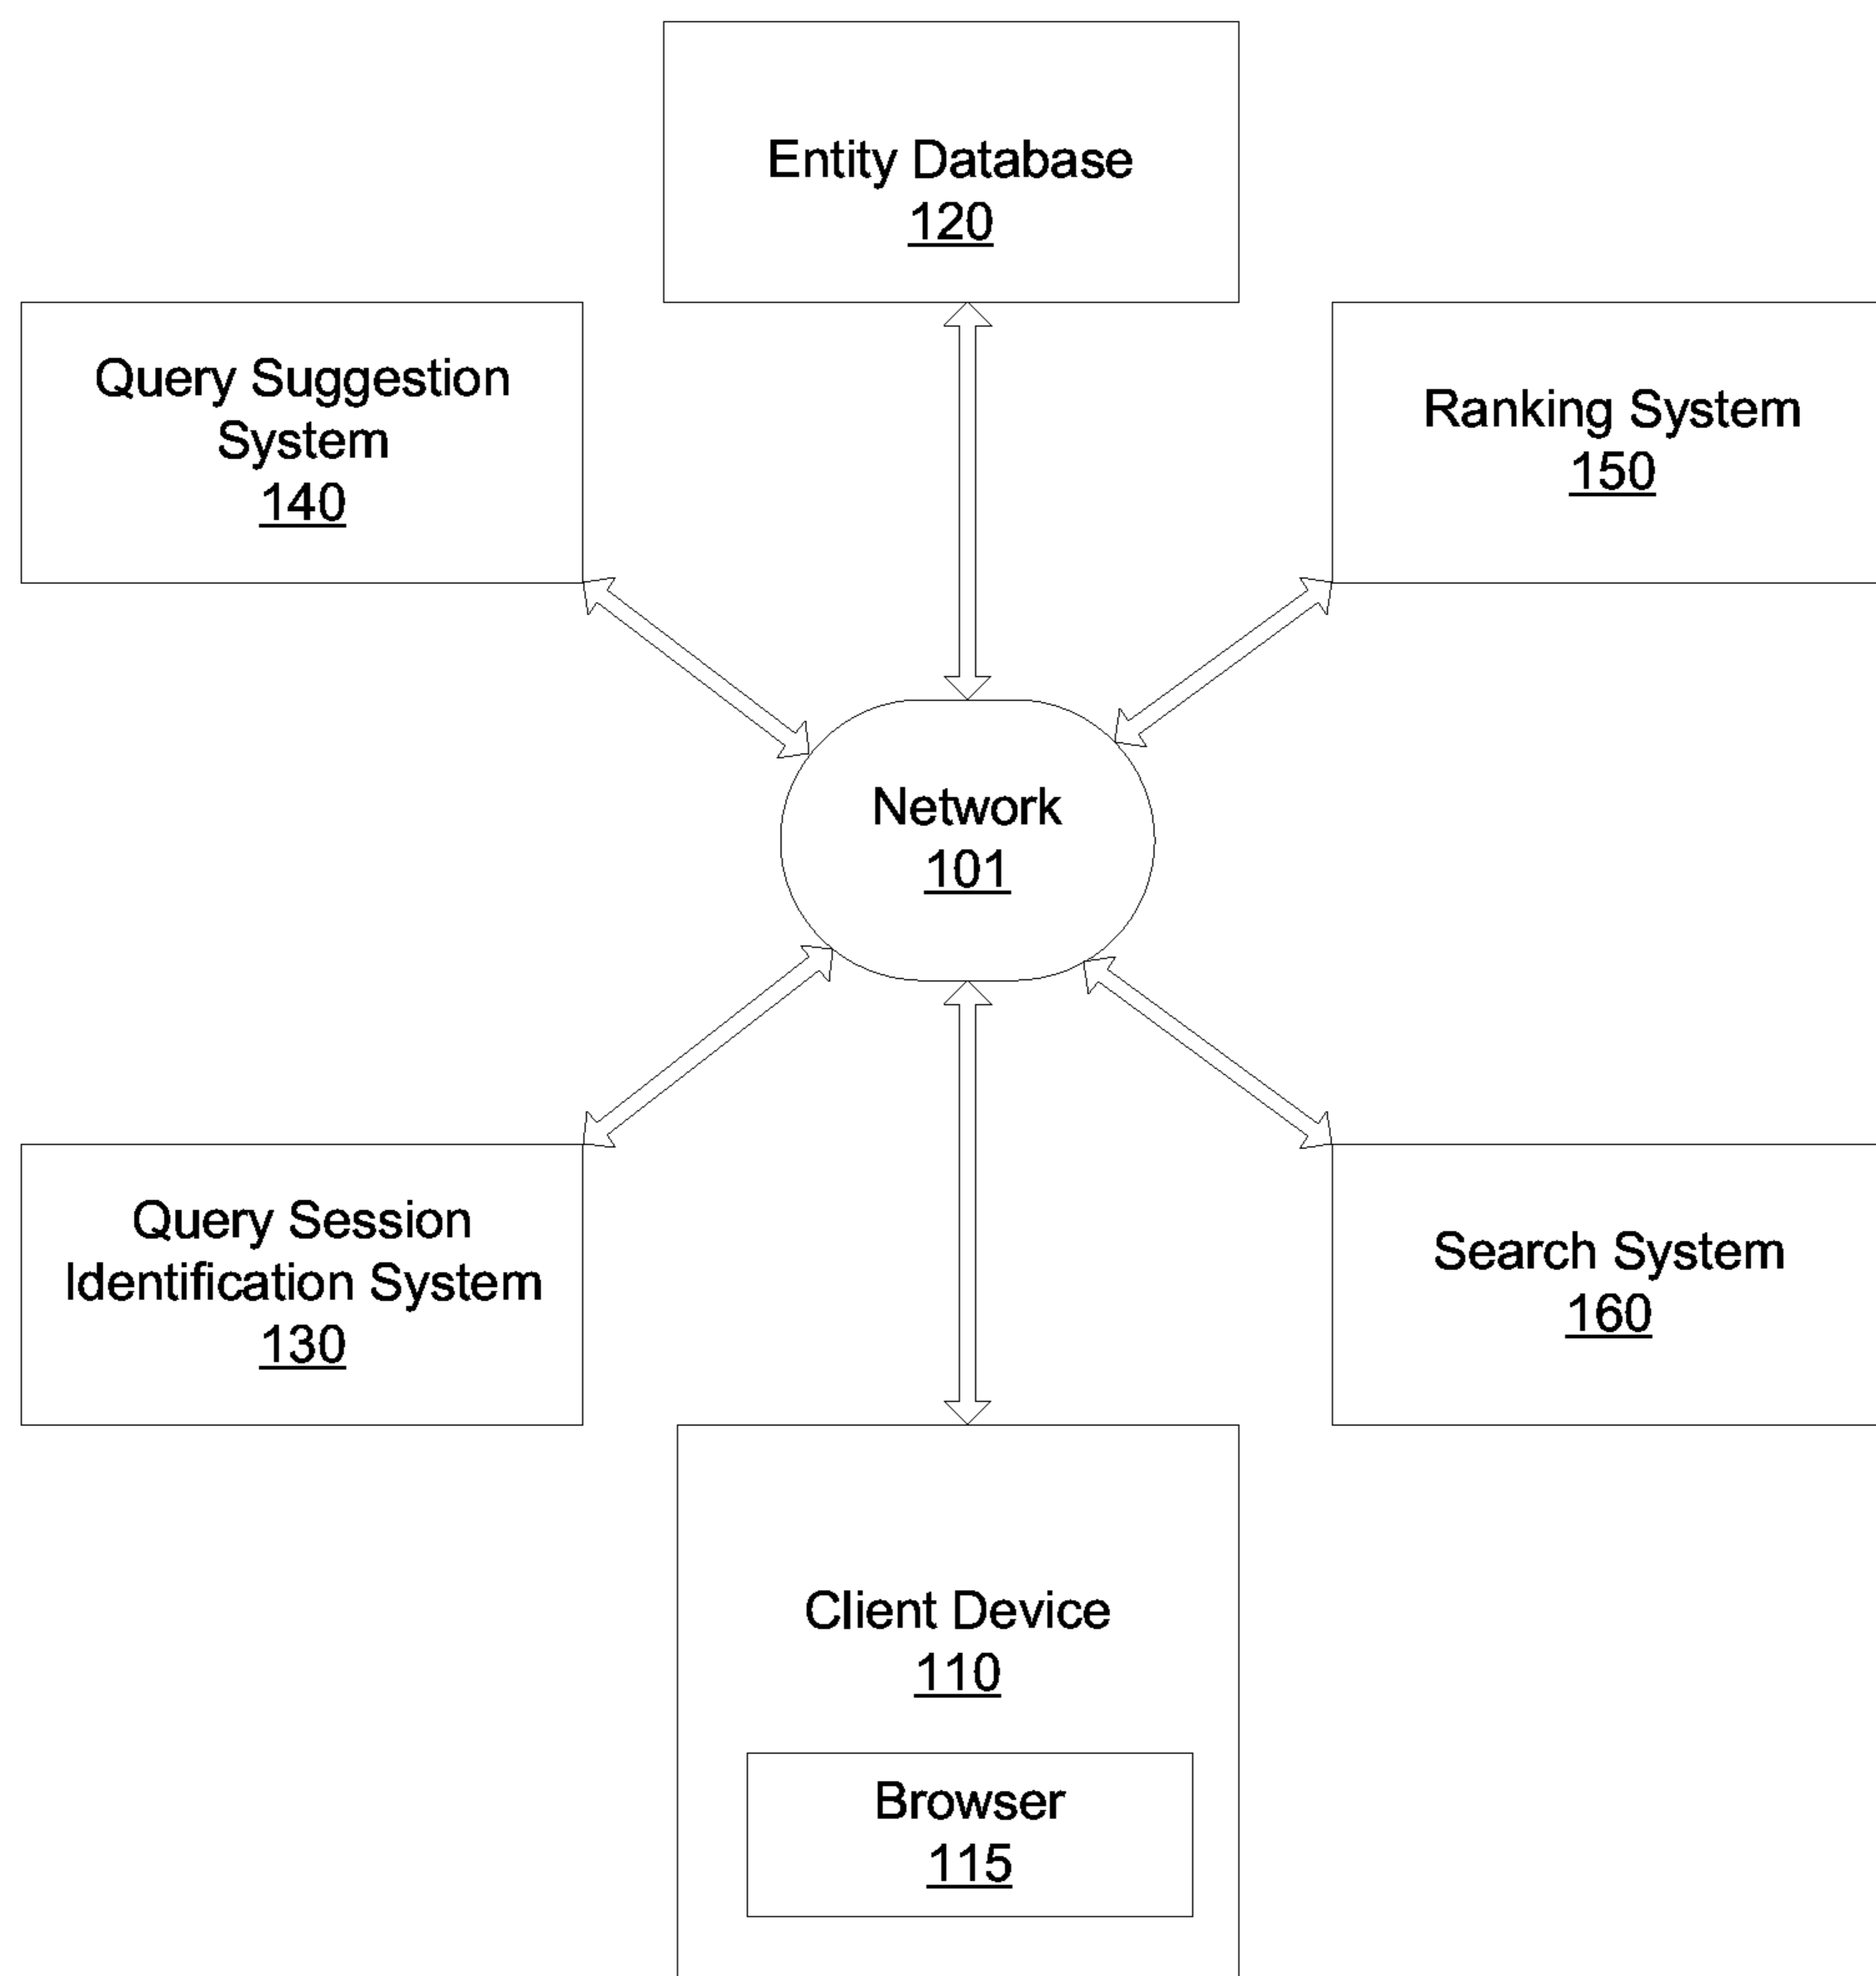 Entity Database
120
Query Suggestion
System
140
Ranking System
150
Network
101
Query Session
Identification System
130
Search System
160
Client Device
110
Browser
115